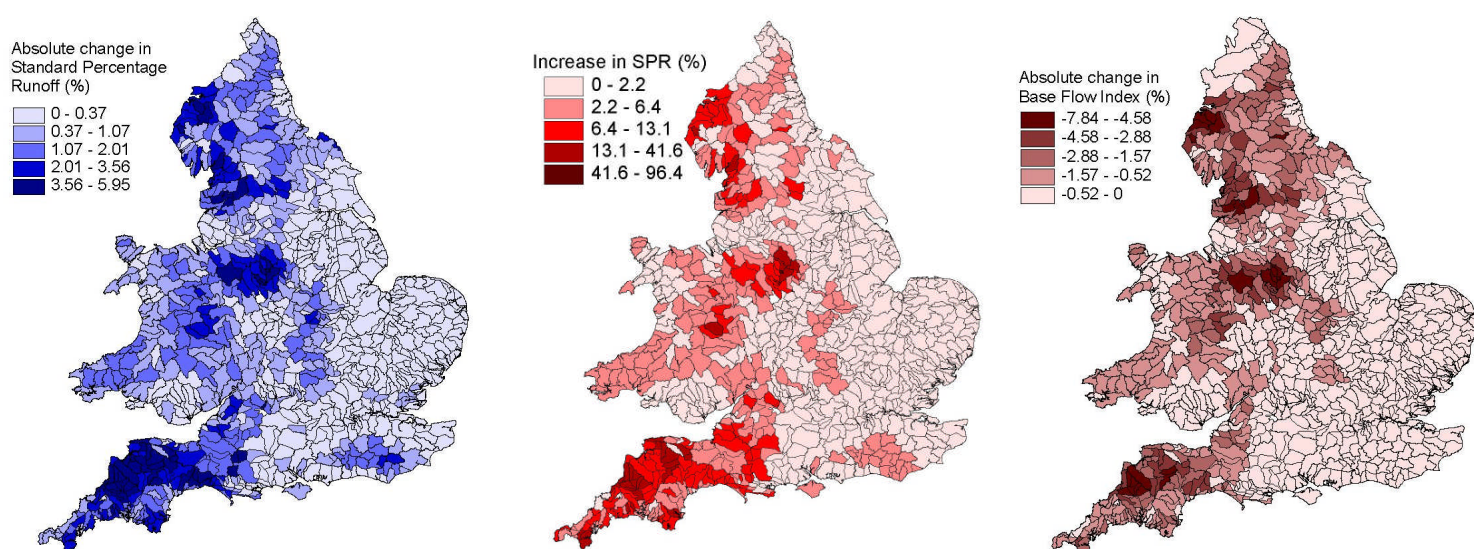 Absolute change in
Standard Percentage
Runoff (%)
0 - 0.37
0.37 - 1.07
1.07 - 2.01
2.01 - 3.56
3.56 - 5.95
Increase in SPR (%)
0 - 2.2
2.2 - 6.4
6.4 - 13.1
13.1 - 41.6
41.6 - 96.4
Absolute change in
Base Flow Index (%)
-7.84 - -4.58
-4.58 - -2.88
-2.88 - -1.57
-1.57 - -0.52
-0.52 - 0